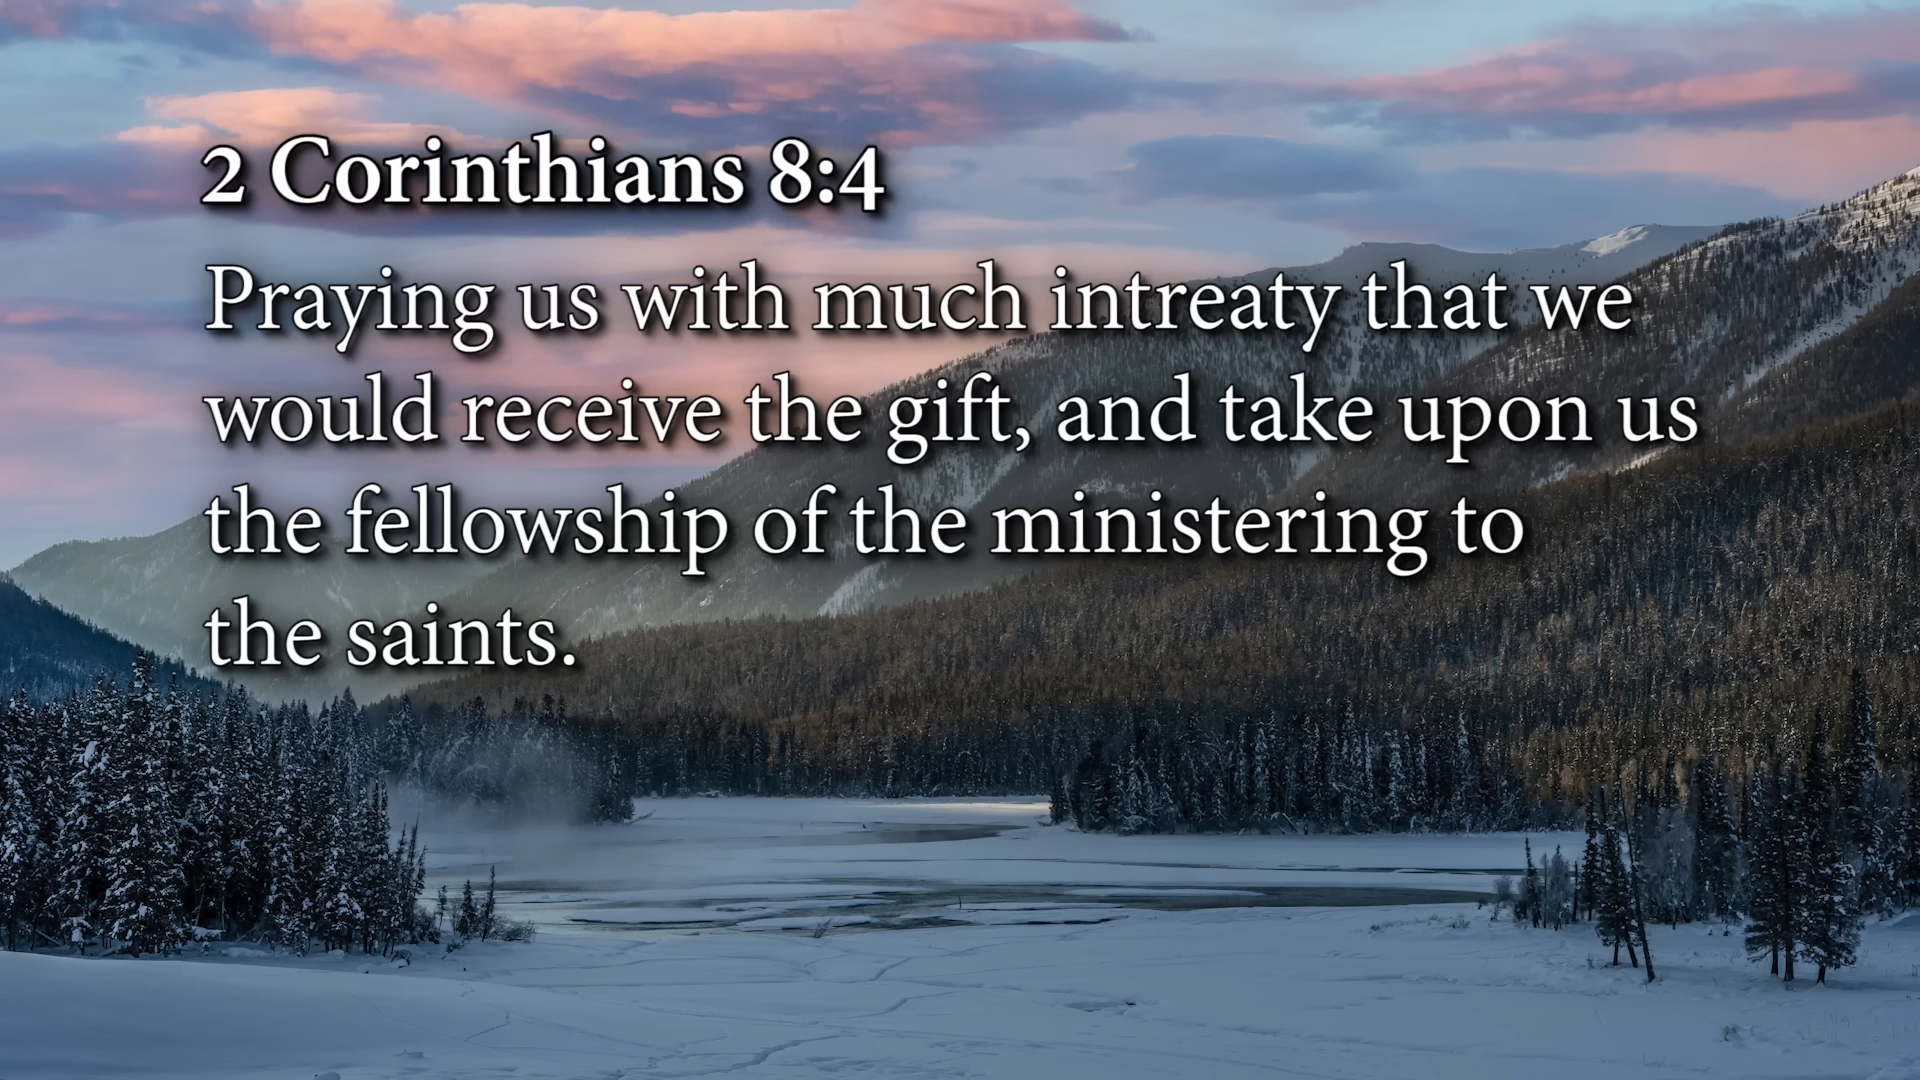 2 Corinthians 8:4
Praying us with much intreaty that we
would receive the gift, and take upon us
the fellowship of the ministering to
the saints.